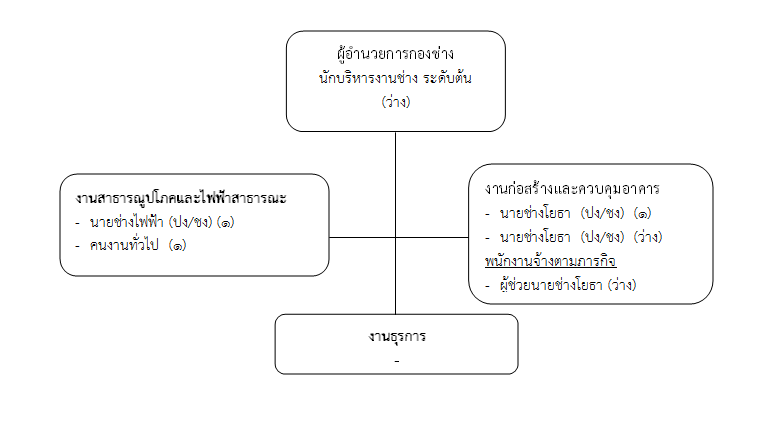 ผู้อำนวยการกองช่าง
นักบริหารงานช่าง ระดับต้น
(ว่าง)
งานสาธารณูปโภคและไฟฟ้าสาธารณะ
- นายช่างไฟฟ้า (ปง/ชง) (๑)
- คนงานทั่วไป (๑)
งานก่อสร้างและควบคุมอาคาร
- นายช่างโยธา (ปง/ชง) (๑)
- นายช่างโยธา (ปง/ชง) (ว่าง)
พนักงานจ้างตามภารกิจ
- ผู้ช่วยนายช่างโยธา (ว่าง)
งานธุรการ
-